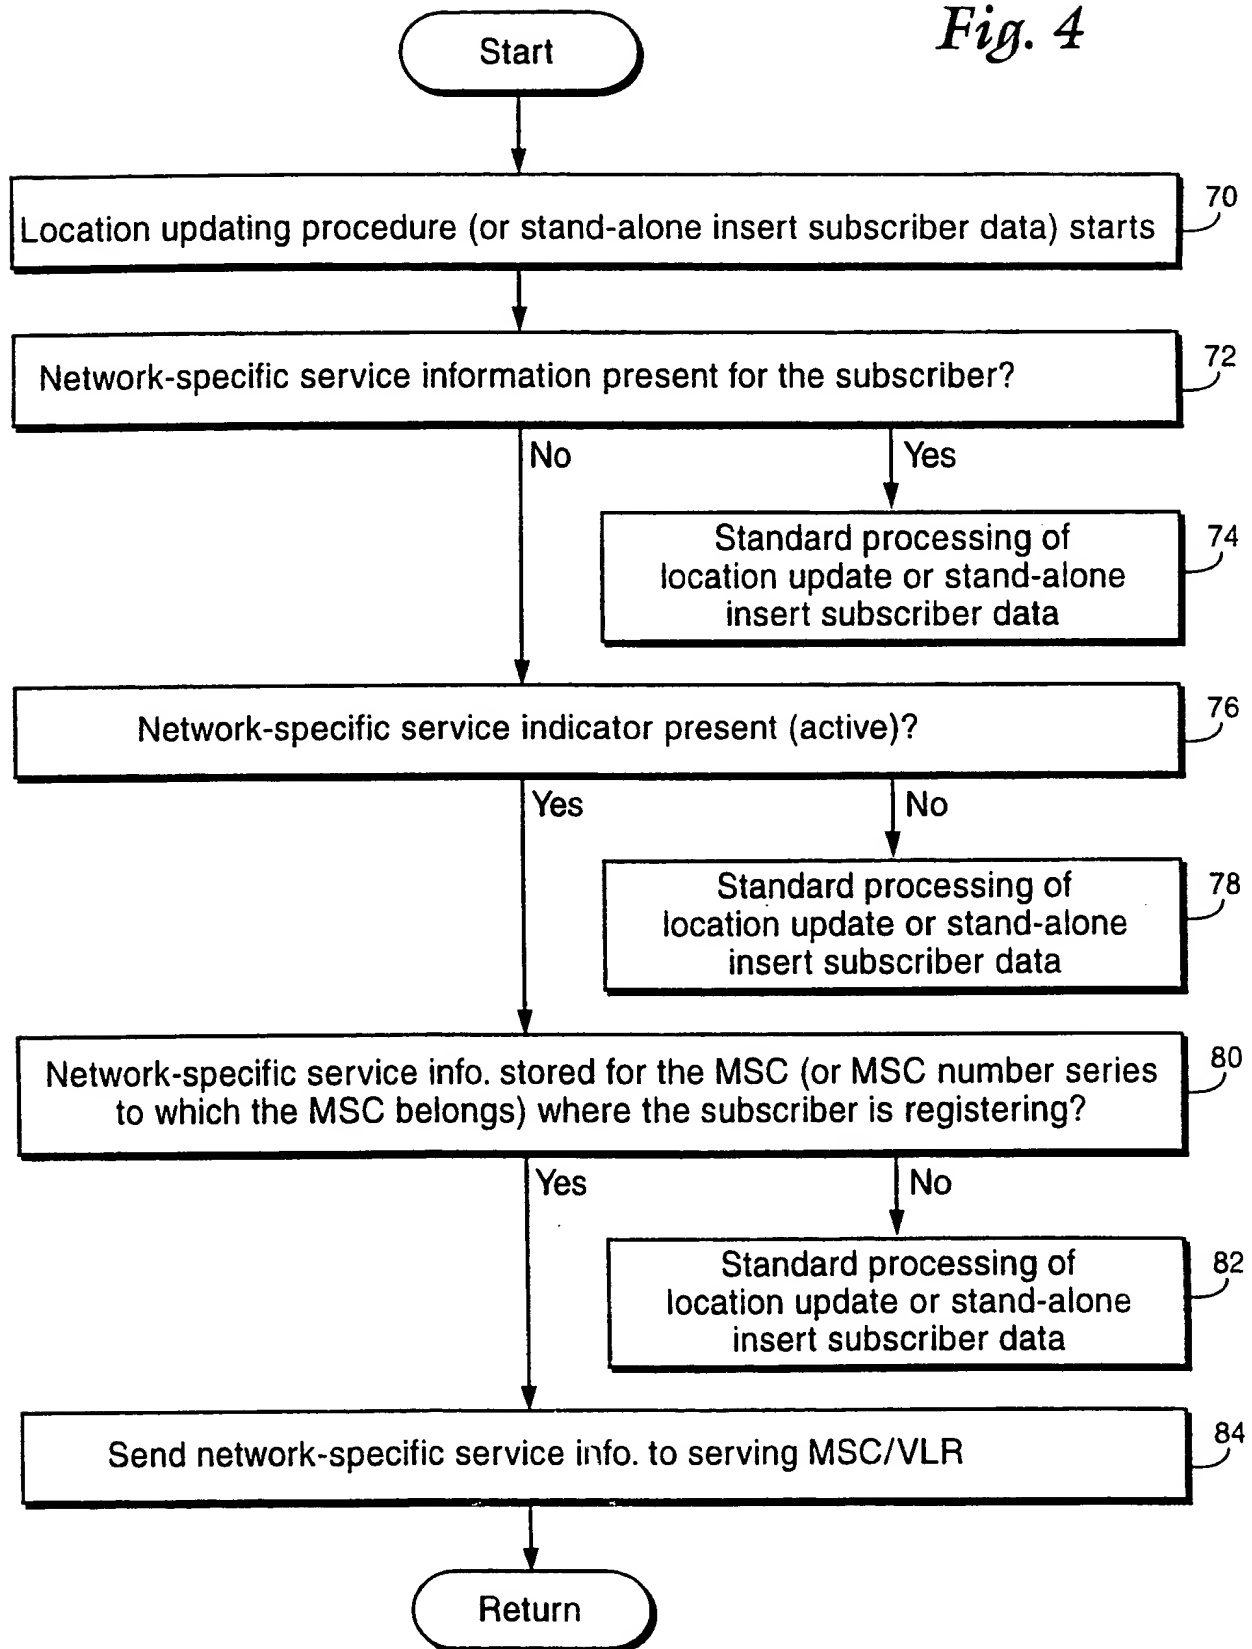 Fig. 4
Start
Location updating procedure (or stand-alone insert subscriber data) starts
70
Network-specific service information present for the subscriber?
72
No
Yes
Standard processing of
location update or stand-alone
insert subscriber data
74
Network-specific service indicator present (active)?
76
Yes
No
Standard processing of
location update or stand-alone
insert subscriber data
78
Network-specific service info. stored for the MSC (or MSC number series
to which the MSC belongs) where the subscriber is registering?
80
Yes
No
Standard processing of
location update or stand-alone
insert subscriber data
82
Send network-specific service info. to serving MSC/VLR
84
Return